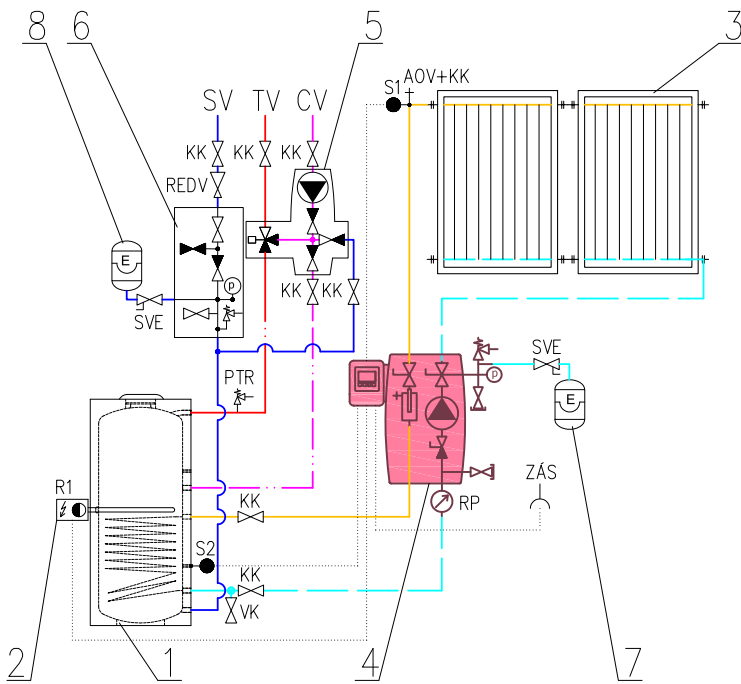 8 6 5 3
SV TV CV
S1 AOV+KK
KK KK KK
REDV
E
p
KK KK
SVE
SVE
p
E
PTR
R1
KK
ZÁS
RP
S2
KK
VK
2 1 4 7